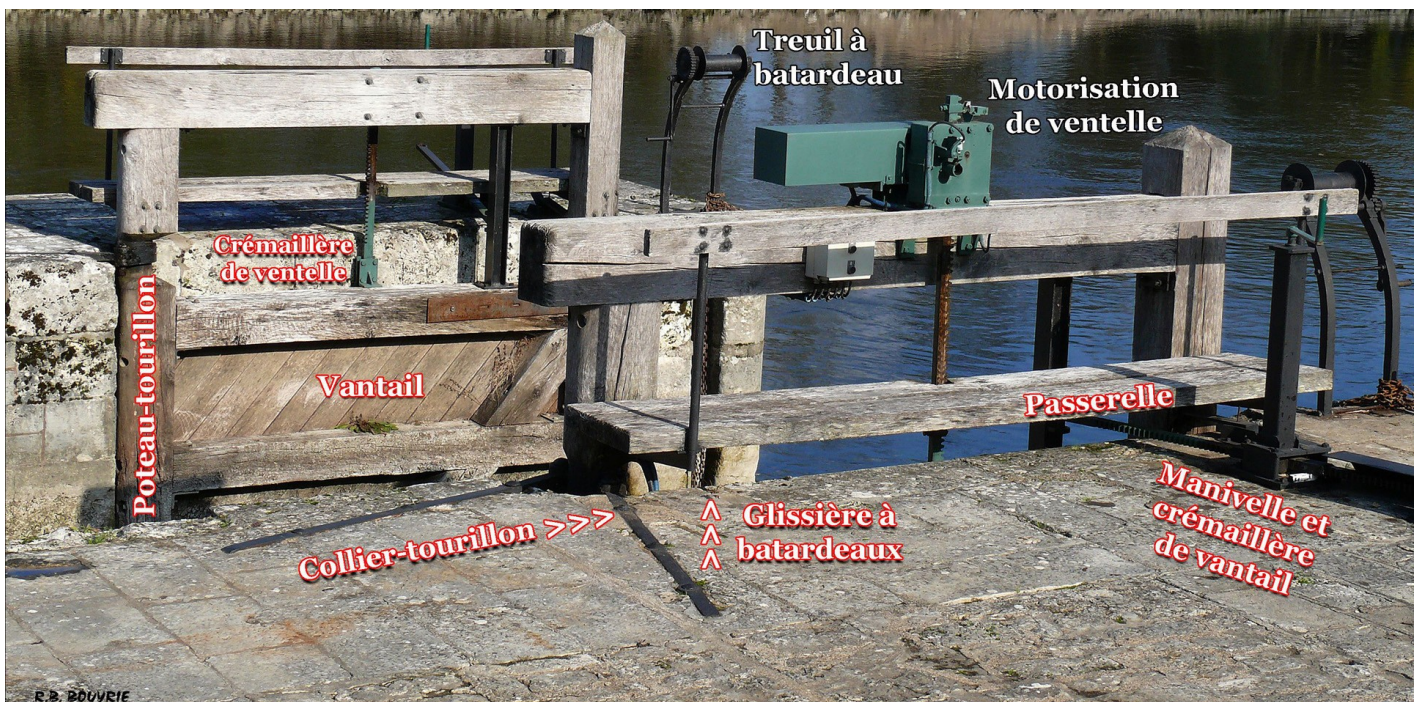 Treuil à
batardeau
Motorisation
de ventelle
Crémaillère
de ventelle
Poteau-tourillon
Vantail
Passerelle
Collier-tourillon >>>
^
^
^
Glissière à
batardeaux
Manivelle et
crémaillère
de vantail
R.B. BOUVRIE